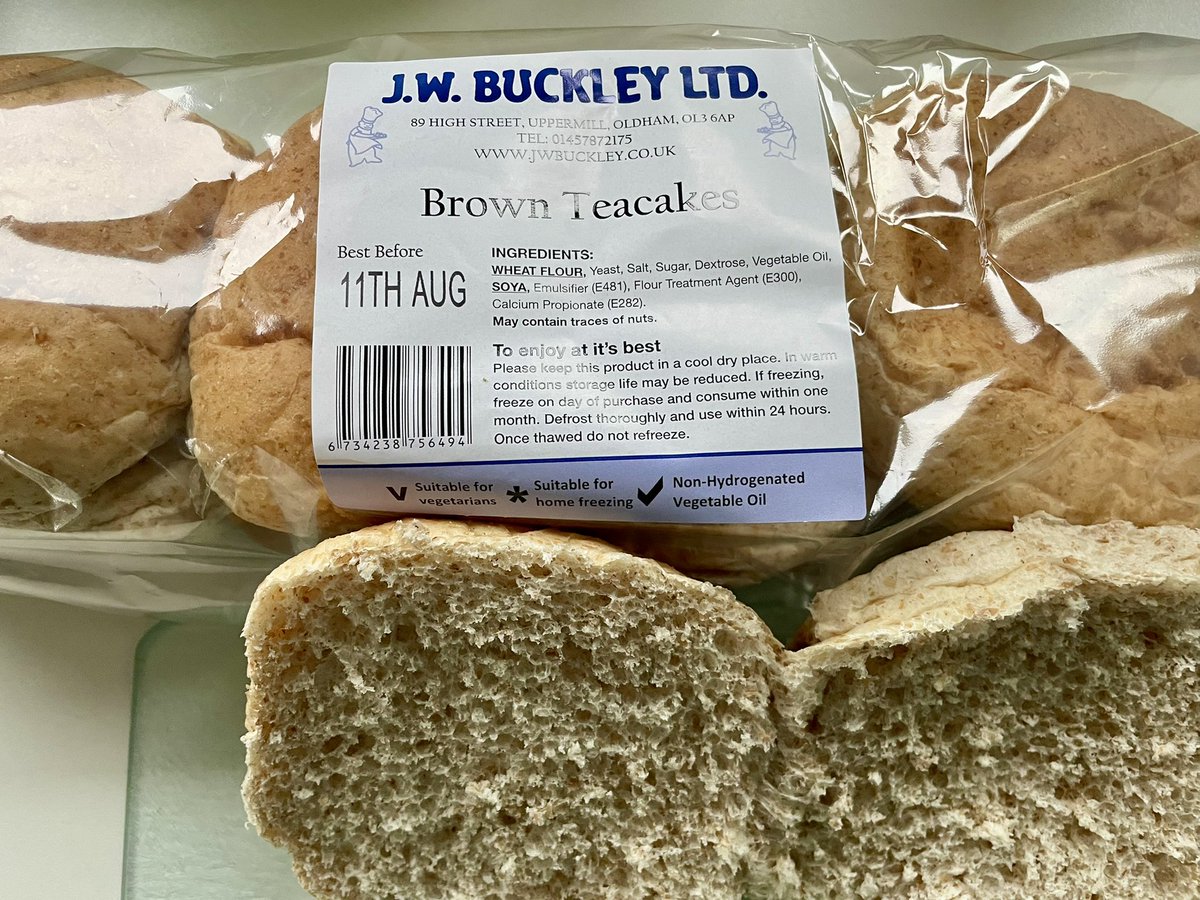 J.W. BUCKLEY LTD.
89 HIGH STREET, UPPERMILL, OLDHAM, OL3 6AP
TEL: 01457872175
WWW.JWBUCKLEY.CO.UK
Brown Teacakes
Best Before
11TH AUG
INGREDIENTS:
WHEAT FLOUR, Yeast, Salt, Sugar, Dextrose, Vegetable Oil,
SOYA, Emulsifier (E481), Flour Treatment Agent (E300),
Calcium Propionate (E282).
May contain traces of nuts.
To enjoy at it's best
Please keep this product in a cool dry place. In warm
conditions storage life may be reduced. If freezing,
freeze on day of purchase and consume within one
month. Defrost thoroughly and use within 24 hours.
Once thawed do not refreeze.
6 734238 756494
V Suitable for
vegetarians
* Suitable for
home freezing
Non-Hydrogenated
Vegetable Oil